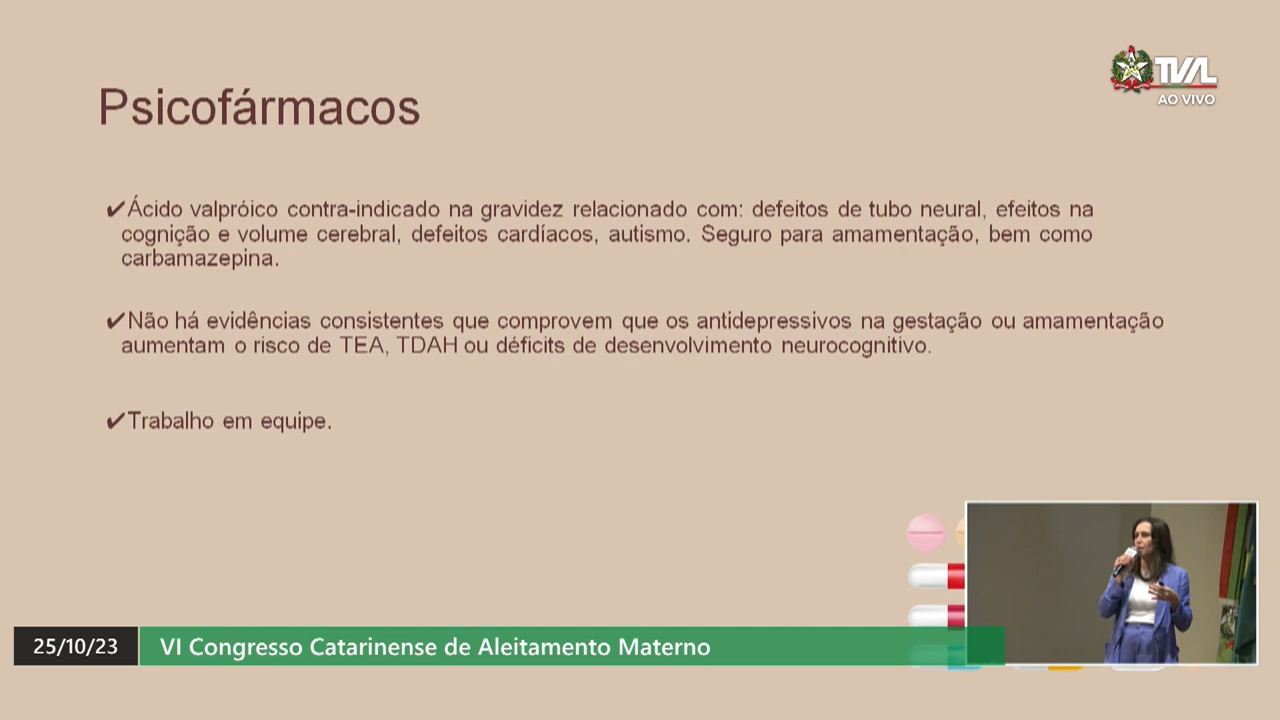 TVAL
AO VIVO
Psicofármacos
✔Ácido valpróico contra-indicado na gravidez relacionado com: defeitos de tubo neural, efeitos na
cognição e volume cerebral, defeitos cardíacos, autismo. Seguro para amamentação, bem como
carbamazepina.
✔Não há evidências consistentes que comprovem que os antidepressivos na gestação ou amamentação
aumentam o risco de TEA, TDAH ou déficits de desenvolvimento neurocognitivo.
✔Trabalho em equipe.
25/10/23
VI Congresso Catarinense de Aleitamento Materno